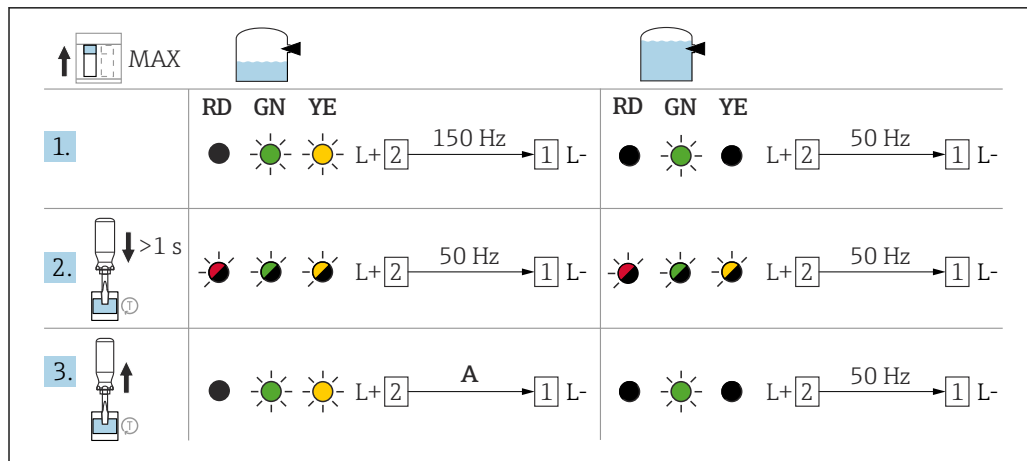 MAX
RD GN YE
RD GN YE
1. L+ 2 150 Hz 1 L- L+ 2 50 Hz 1 L-
2. >1 s T L+ 2 50 Hz 1 L- L+ 2 50 Hz 1 L-
3. T L+ 2 A 1 L- L+ 2 50 Hz 1 L-